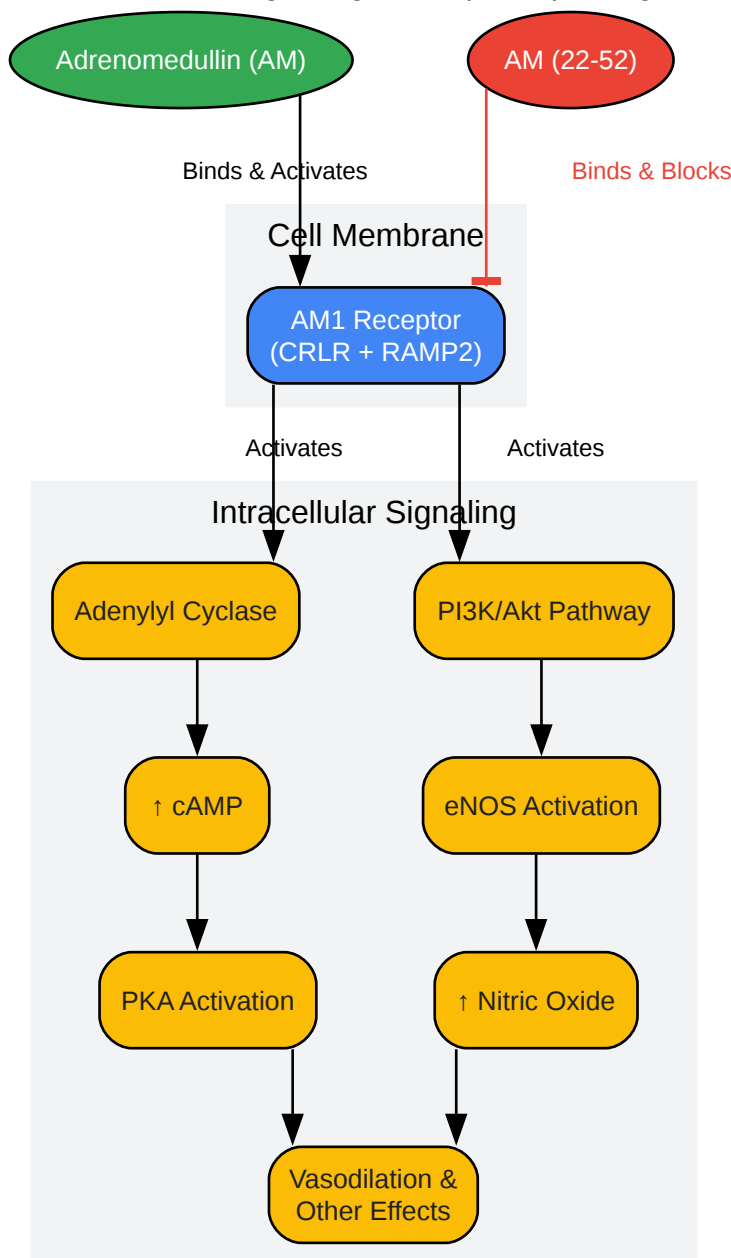 Adrenomedullin (AM)
AM (22-52)
Binds & Activates
Binds & Blocks
Cell Membrane
AM1 Receptor
(CRLR + RAMP2)
Activates
Activates
Intracellular Signaling
Adenylyl Cyclase
PI3K/Akt Pathway
↑ cAMP
eNOS Activation
PKA Activation
↑ Nitric Oxide
Vasodilation &
Other Effects